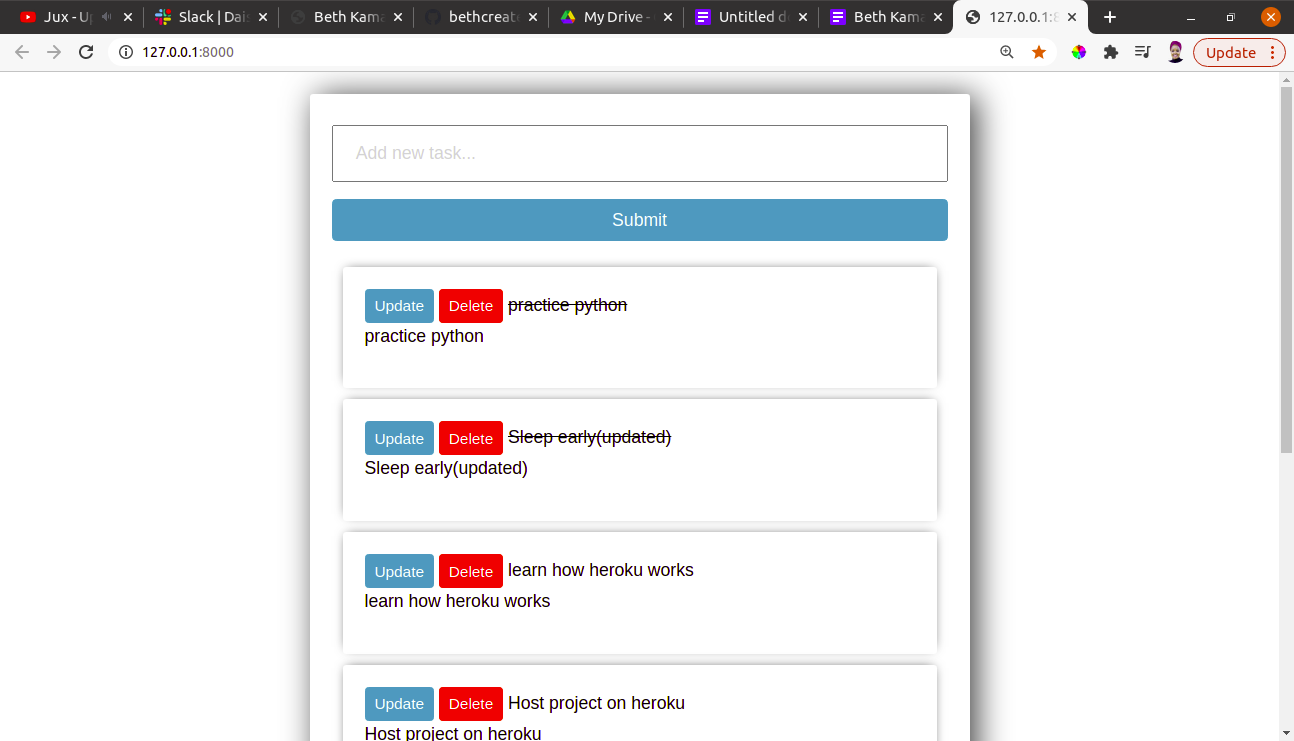 Jux - Up
Slack | Dais
Beth Kama
bethcreate
My Drive -
Untitled d
Beth Kama
127.0.0.1:8
127.0.0.1:8000
Update
Add new task...
Submit
Update Delete practice python
practice python
Update Delete Sleep early(updated)
Sleep early(updated)
Update Delete learn how heroku works
learn how heroku works
Update Delete Host project on heroku
Host project on heroku